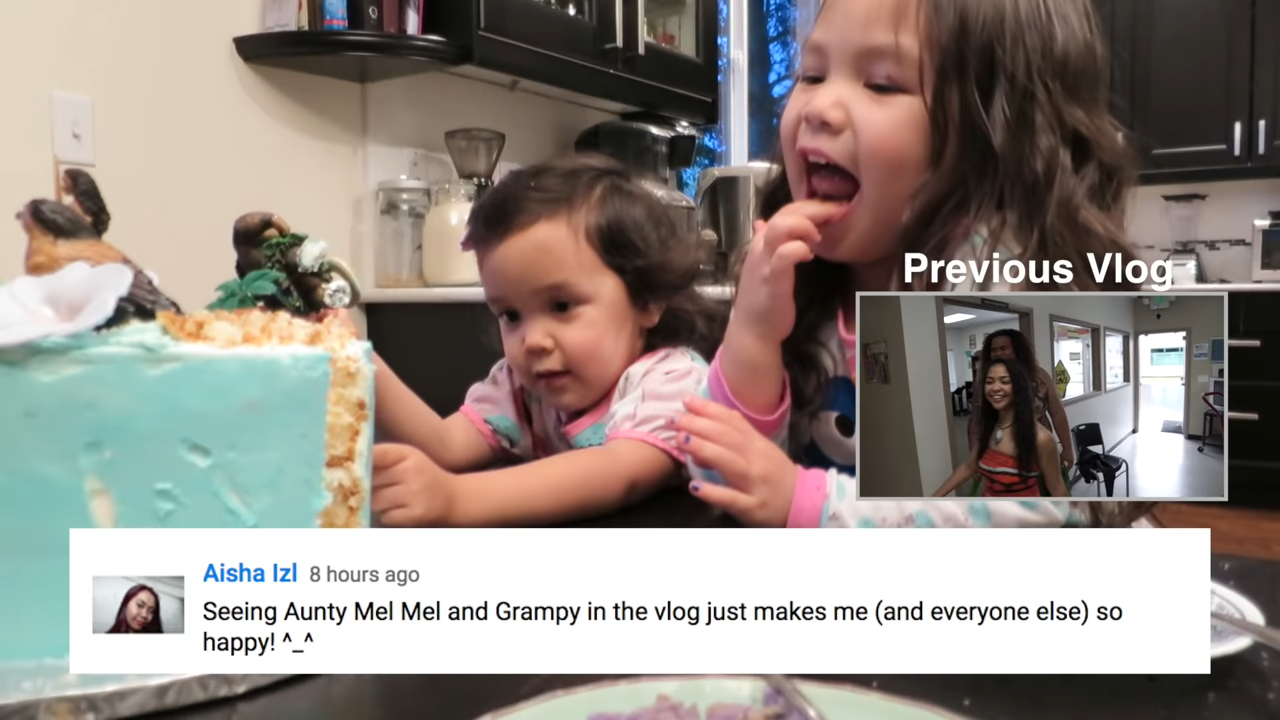 Previous Vlog
Aisha Izl 8 hours ago
Seeing Aunty Mel Mel and Grampy in the vlog just makes me (and everyone else) so
happy! ^_^